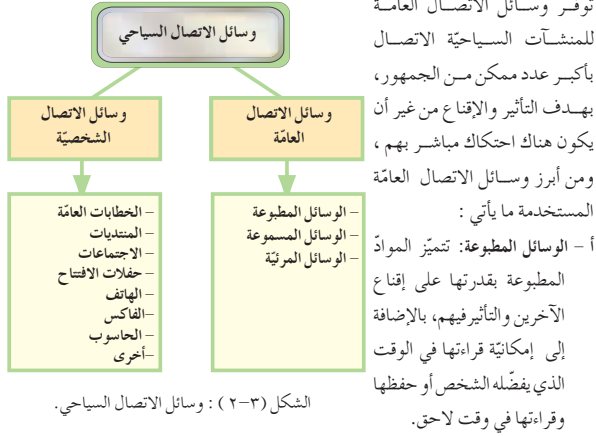 توفر وسائل الاتصال العامة
للمنشآت السياحيّة الاتصال
بأكبر عدد ممكن من الجمهور،
بهدف التأثير والإقناع من غير أن
يكون هناك احتكاك مباشر بهم ،
ومن أبرز وسائل الاتصال العامّة
المستخدمة ما يأتي :
أ – الوسائل المطبوعة: تتميّز الموادّ
المطبوعة بقدرتها على إقناع
الآخرين والتأثيرفيهم، بالإضافة
إلى إمكانيّة قراءتها في الوقت
الذي يفضّله الشخص أو حفظها
وقراءتها في وقت لاحق.
وسائل الاتصال السياحي
وسائل الاتصال
العامّة
– الوسائل المطبوعة
– الوسائل المسموعة
– الوسائل المرئيّة
وسائل الاتصال
الشخصيّة
– الخطابات العامّة
– المنتديات
– الاجتماعات
– حفلات الافتتاح
– الهاتف
–الفاكس
– الحاسوب
–أخرى
الشكل (٣–٢) : وسائل الاتصال السياحي.